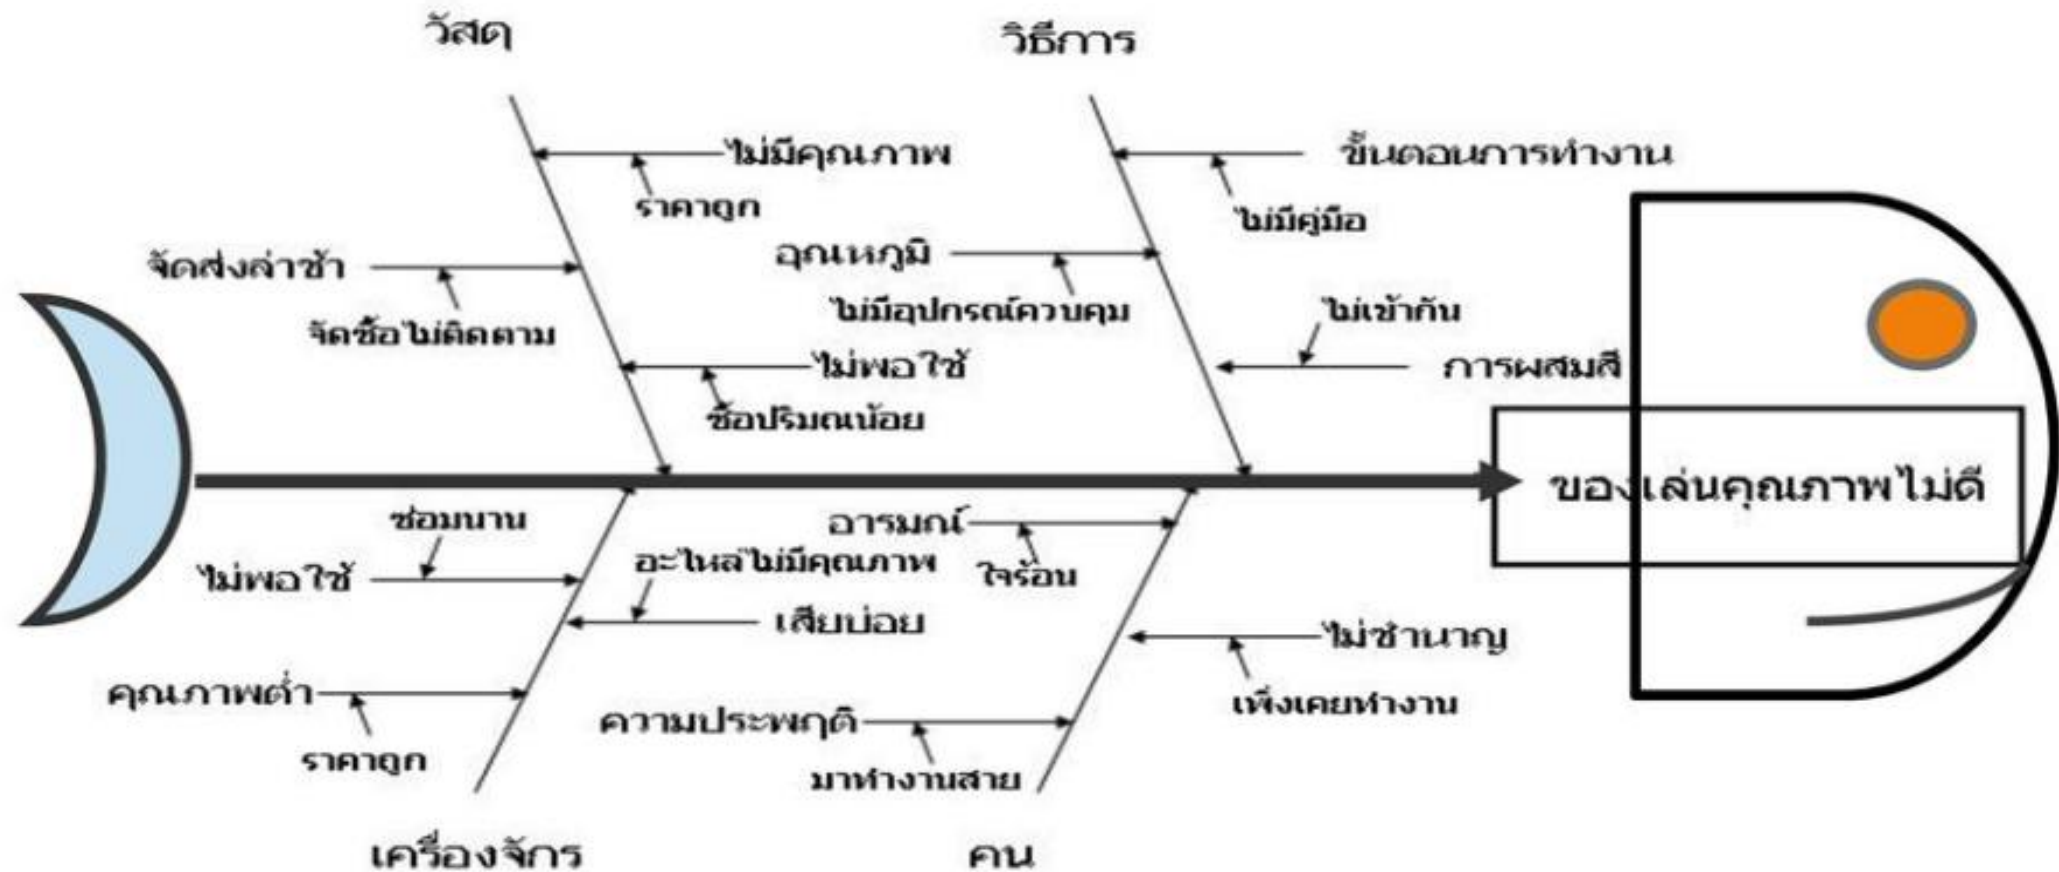 วัสดุ
วิธีการ
ไม่มีคุณภาพ
ราคาถูก
จัดส่งล่าช้า
จัดซื้อไม่ติดตาม
ไม่พอใช้
ซื้อปริมณน้อย
ขั้นตอนการทำงาน
ไม่มีคู่มือ
อุณหภูมิ
ไม่มีอุปกรณ์ควบคุม
ไม่เข้ากัน
การผสมสี
ของเล่นคุณภาพไม่ดี
ซ่อมนาน
ไม่พอใช้
อะไหล่ไม่มีคุณภาพ
เสียบ่อย
คุณภาพต่ำ
ราคาถูก
อารมณ์
ใจร้อน
ไม่ชำนาญ
เพิ่งเคยทำงาน
ความประพฤติ
มาทำงานสาย
เครื่องจักร
คน